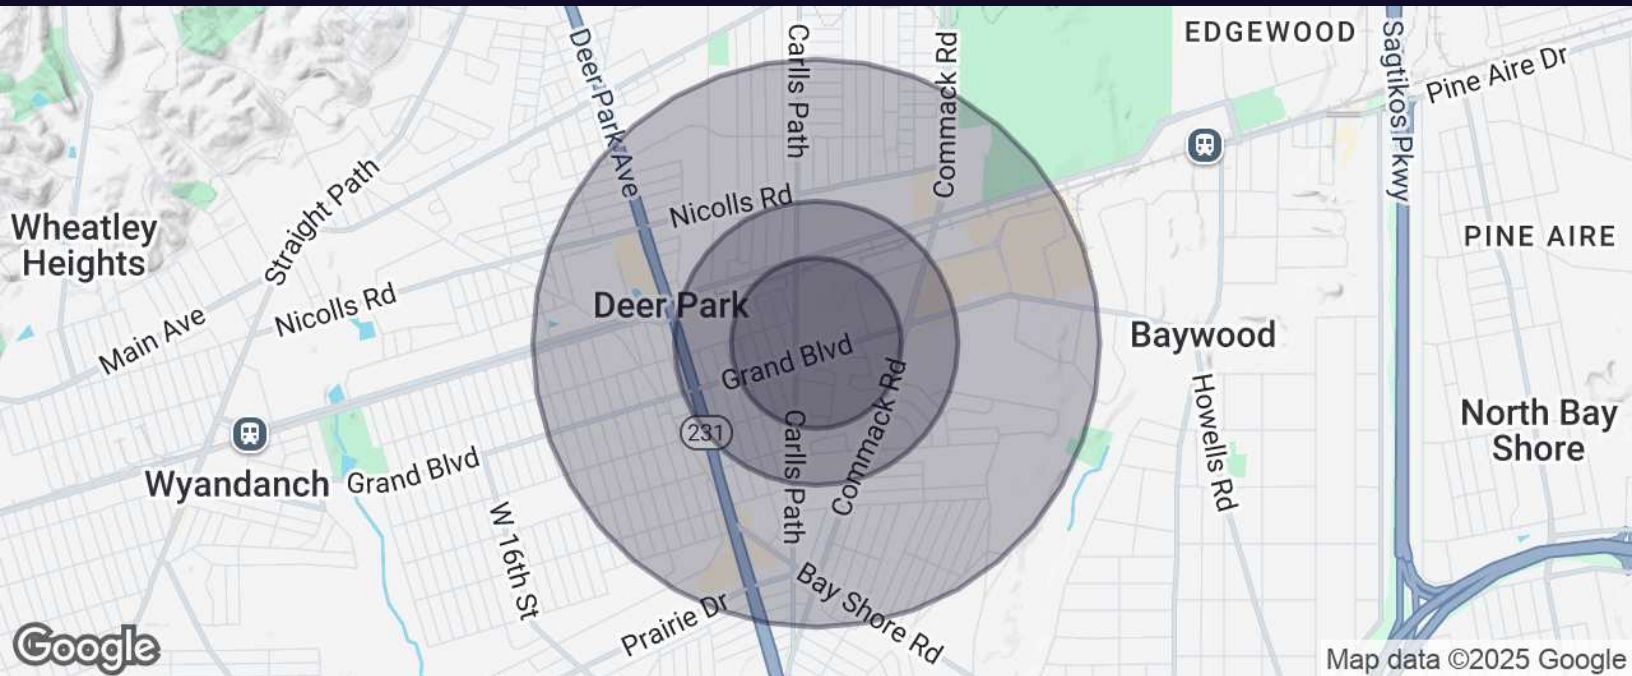 EDGEWOOD
Deer Park Ave
Carlls Path
Commack Rd
Sagtikos Pkwy
Pine Aire Dr
Straight Path
Nicolls Rd
Wheatley
Heights
PINE AIRE
Nicolls Rd
Main Ave
Deer Park
Baywood
Grand Blvd
Commack Rd
Howells Rd
North Bay
Shore
231
Carlls Path
Wyandanch
Grand Blvd
W 16th St
Bay Shore Rd
Prairie Dr
Google
Map data ©2025 Google